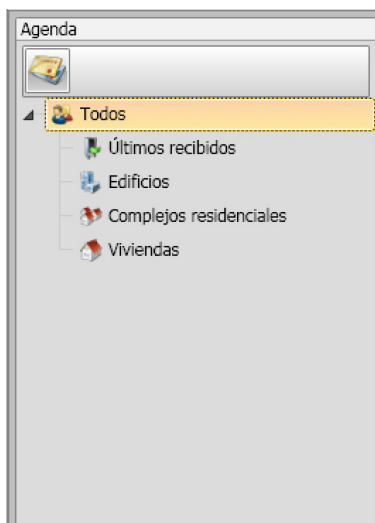 Agenda
Todos
Últimos recibidos
Edificios
Complejos residenciales
Viviendas